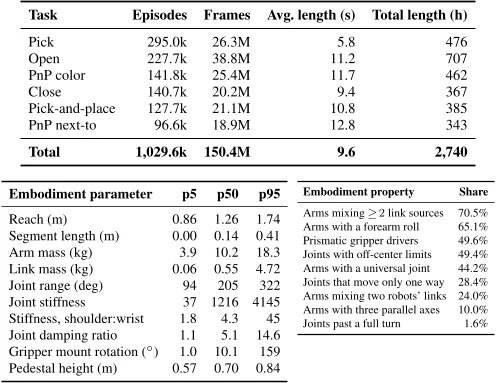 Task Episodes Frames Avg. length (s) Total length (h)
Pick 295.0k 26.3M 5.8 476
Open 227.7k 38.8M 11.2 707
PnP color 141.8k 25.4M 11.7 462
Close 140.7k 20.2M 9.4 367
Pick-and-place 127.7k 21.1M 10.8 385
PnP next-to 96.6k 18.9M 12.8 343
Total 1,029.6k 150.4M 9.6 2,740
Embodiment parameter p5 p50 p95
Reach (m) 0.86 1.26 1.74
Segment length (m) 0.00 0.14 0.41
Arm mass (kg) 3.9 10.2 18.3
Link mass (kg) 0.06 0.55 4.72
Joint range (deg) 94 205 322
Joint stiffness 37 1216 4145
Stiffness, shoulder:wrist 1.8 4.3 45
Joint damping ratio 1.1 5.1 14.6
Gripper mount rotation (°) 1.0 10.1 159
Pedestal height (m) 0.57 0.70 0.84
Embodiment property Share
Arms mixing ≥ 2 link sources 70.5%
Arms with a forearm roll 65.1%
Prismatic gripper drivers 49.6%
Joints with off-center limits 49.4%
Arms with a universal joint 44.2%
Joints that move only one way 28.4%
Arms mixing two robots' links 24.0%
Arms with three parallel axes 10.0%
Joints past a full turn 1.6%